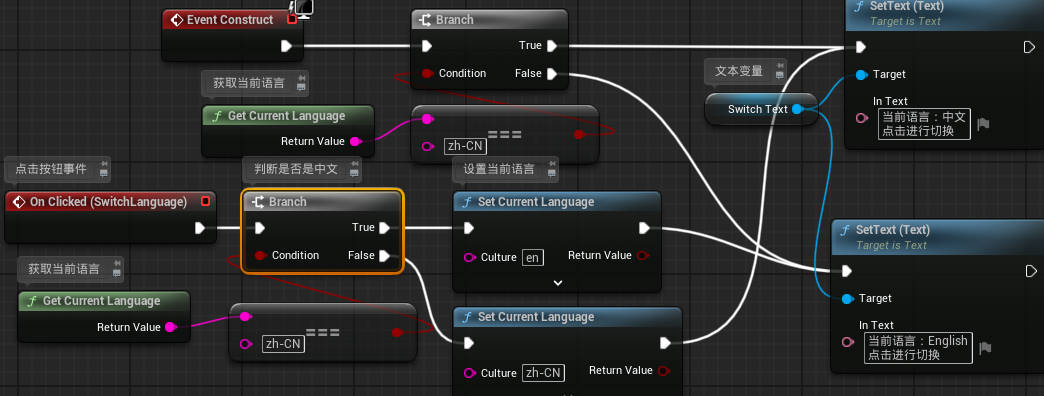 Event Construct
Branch
True
Condition
False
获取当前语言
Get Current Language
Return Value
===
zh-CN
文本变量
Switch Text
SetText (Text)
Target is Text
Target
In Text
当前语言：中文
点击进行切换
点击按钮事件
On Clicked (SwitchLanguage)
判断是否是中文
Branch
True
Condition
False
设置当前语言
Set Current Language
Culture
en
Return Value
获取当前语言
Get Current Language
Return Value
===
zh-CN
Set Current Language
Culture
zh-CN
Return Value
SetText (Text)
Target is Text
Target
In Text
当前语言：English
点击进行切换